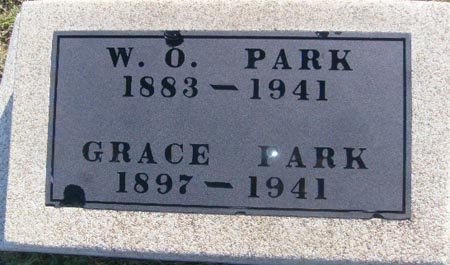 W. O. PARK
1883 — 1941
GRACE PARK
1897 — 1941